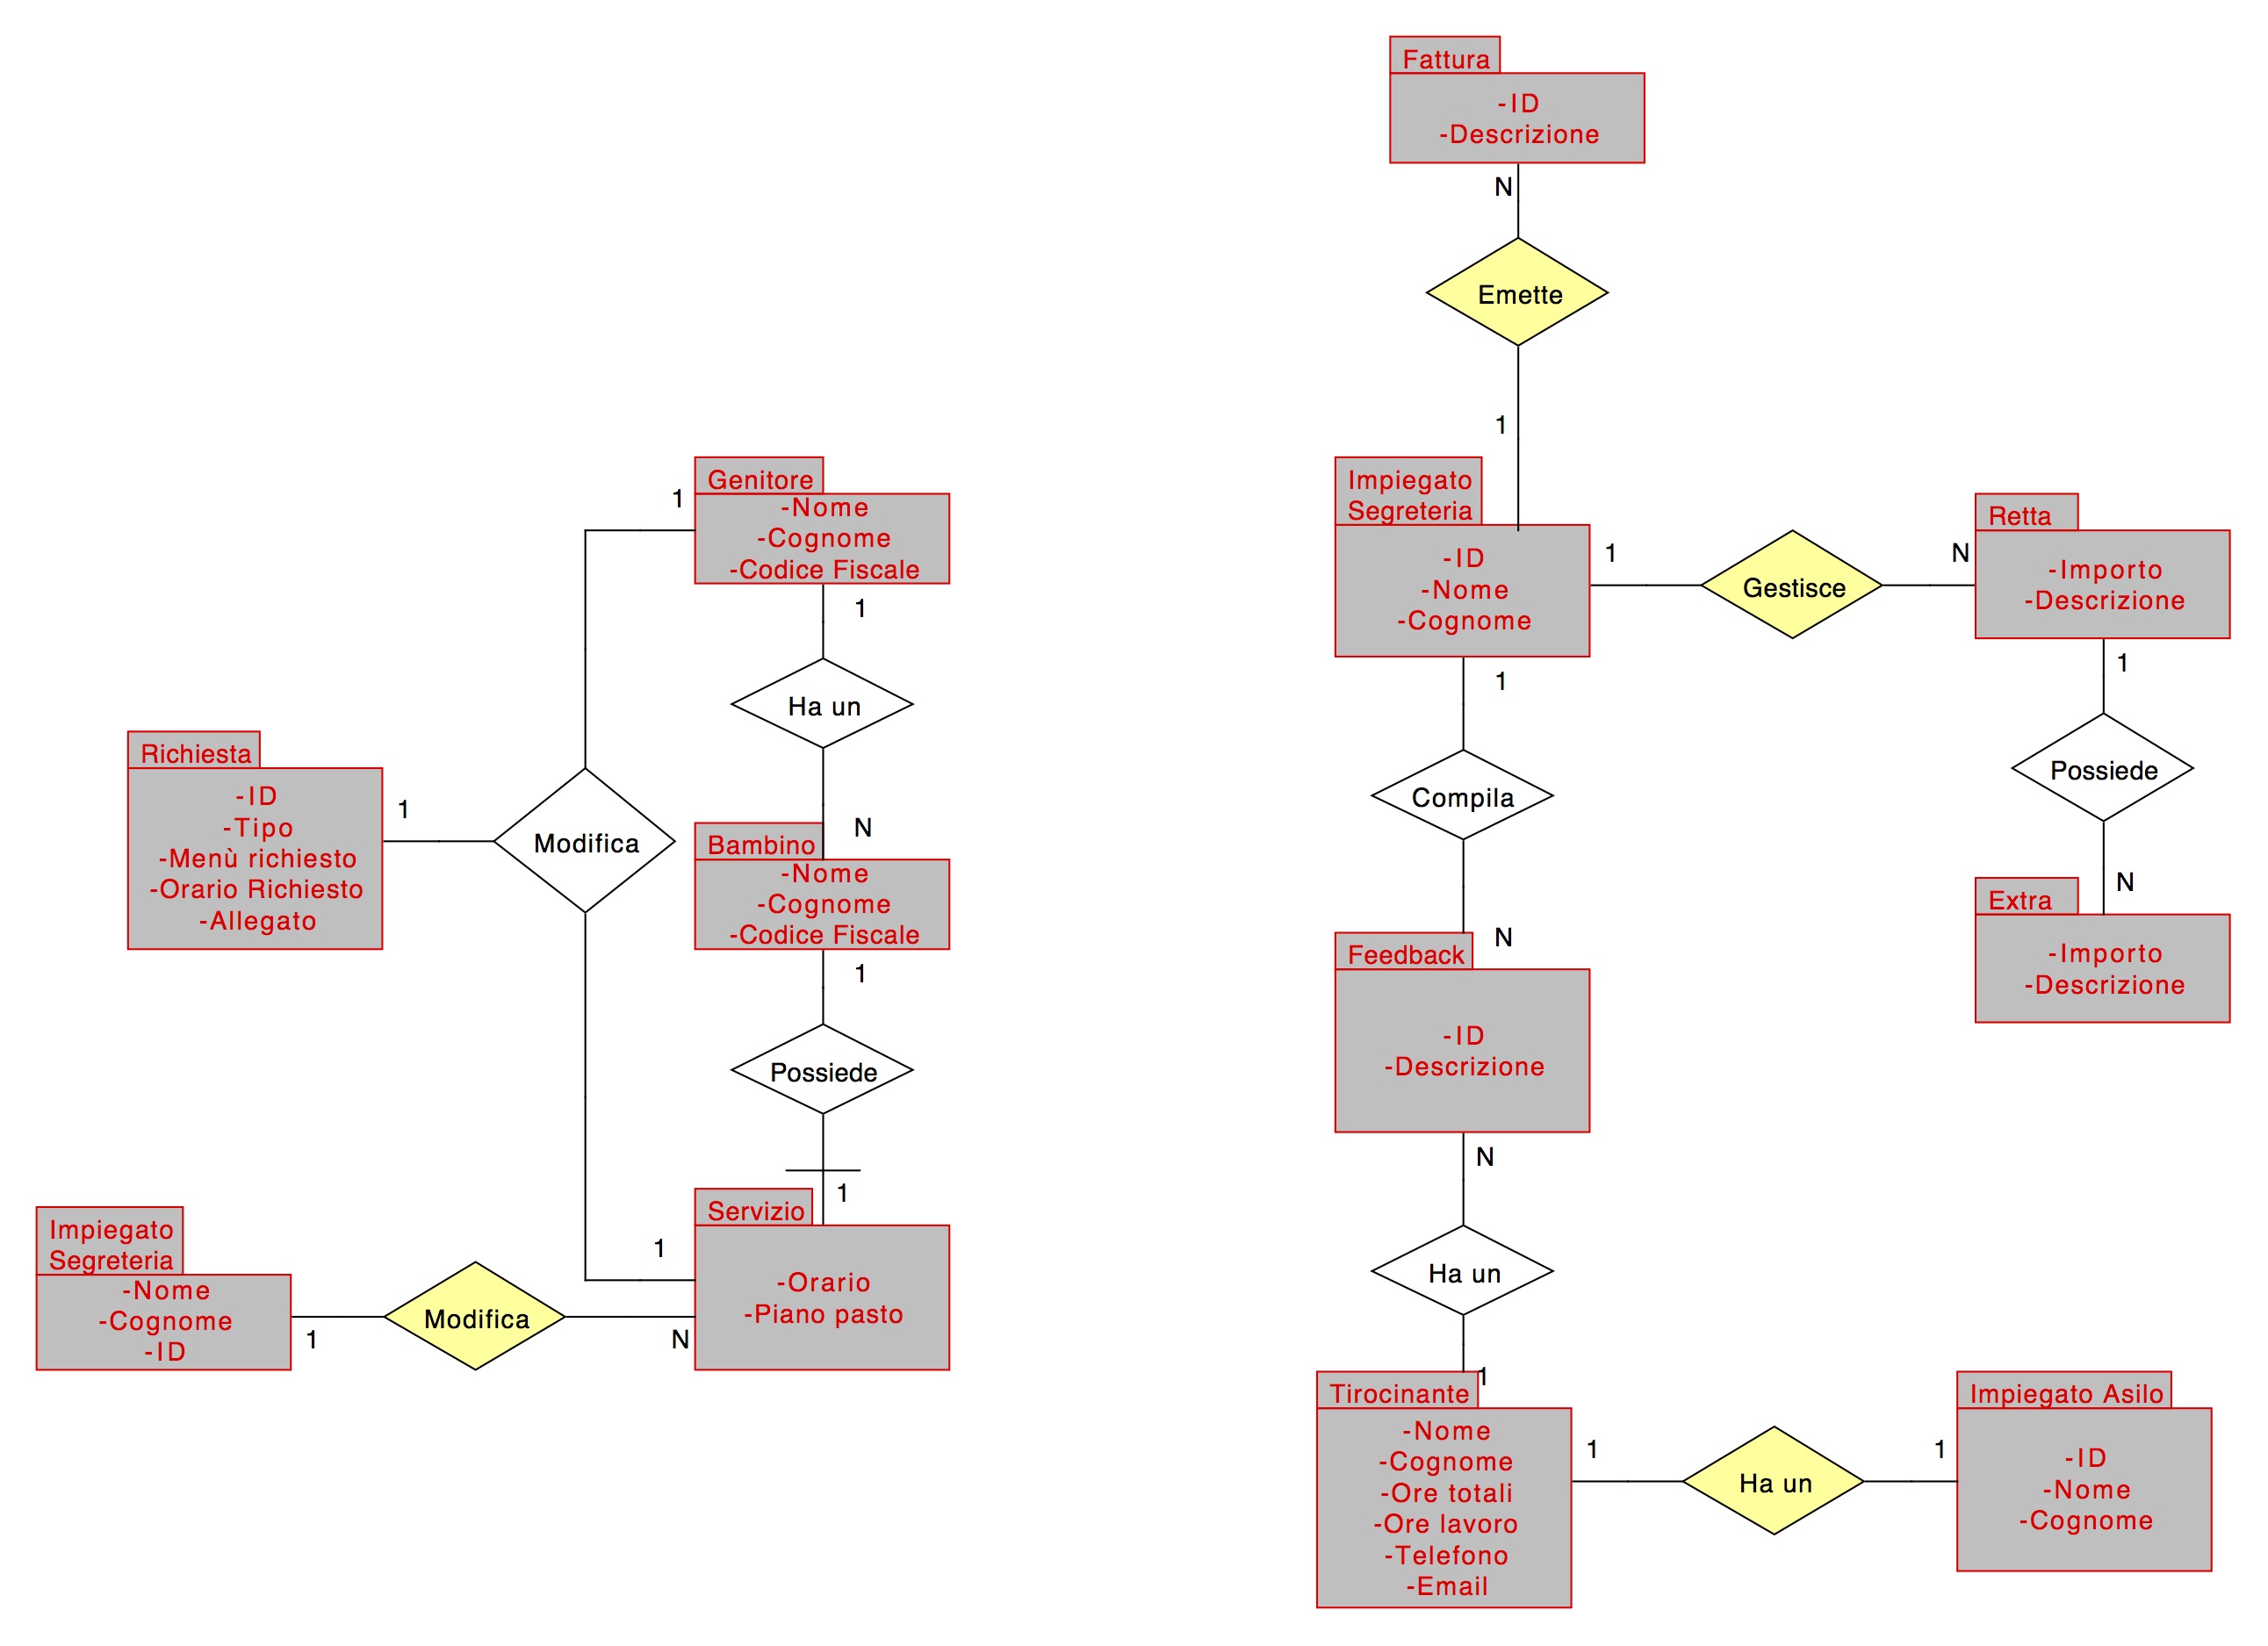 Fattura
-ID
-Descrizione
N
Emette
1
Impiegato
Segreteria
-ID
-Nome
-Cognome
1
Gestisce
N
Retta
-Importo
-Descrizione
1
Possiede
N
Extra
-Importo
-Descrizione
1
Compila
N
Feedback
-ID
-Descrizione
N
Ha un
1
Tirocinante
-Nome
-Cognome
-Ore totali
-Ore lavoro
-Telefono
-Email
1
Ha un
1
Impiegato Asilo
-ID
-Nome
-Cognome
1
Genitore
-Nome
-Cognome
-Codice Fiscale
1
Ha un
N
Bambino
-Nome
-Cognome
-Codice Fiscale
1
Possiede
1
Servizio
-Orario
-Piano pasto
Richiesta
-ID
-Tipo
-Menù richiesto
-Orario Richiesto
-Allegato
1
Modifica
1
Impiegato
Segreteria
-Nome
-Cognome
-ID
1
Modifica
N